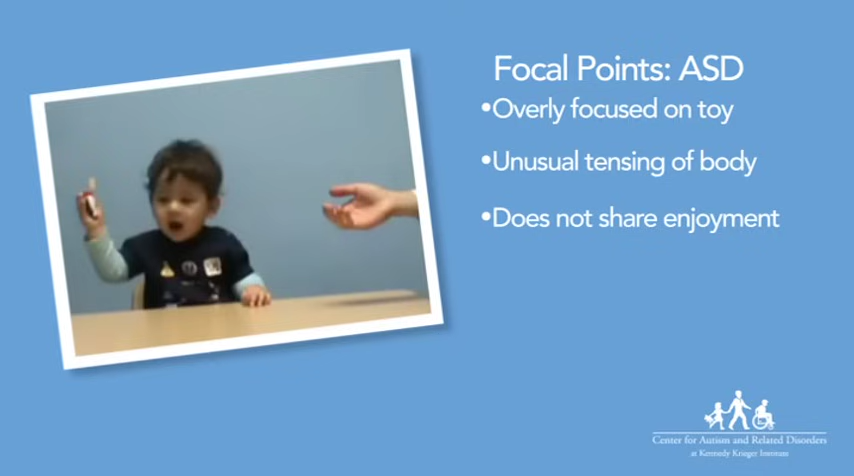 Focal Points: ASD
•Overly focused on toy
•Unusual tensing of body
•Does not share enjoyment
Center for Autism and Related Disorders
at Kennedy Krieger Institute